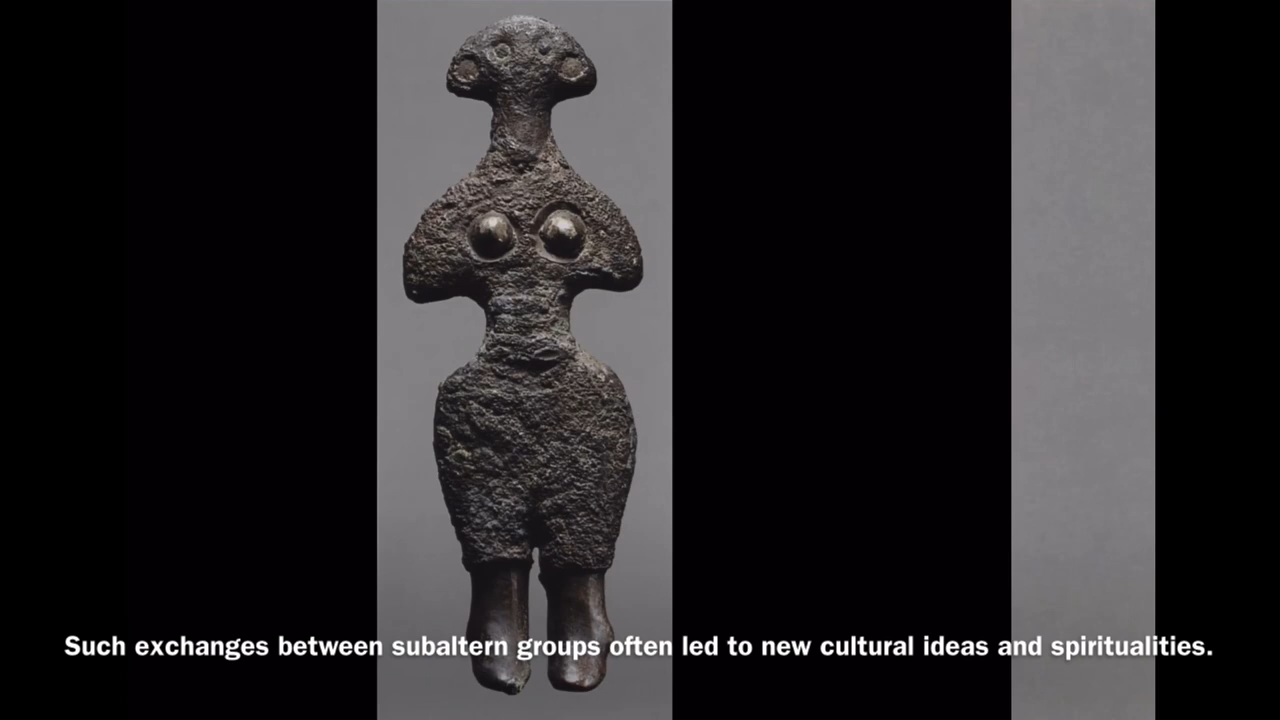 Such exchanges between subaltern groups often led to new cultural ideas and spiritualities.